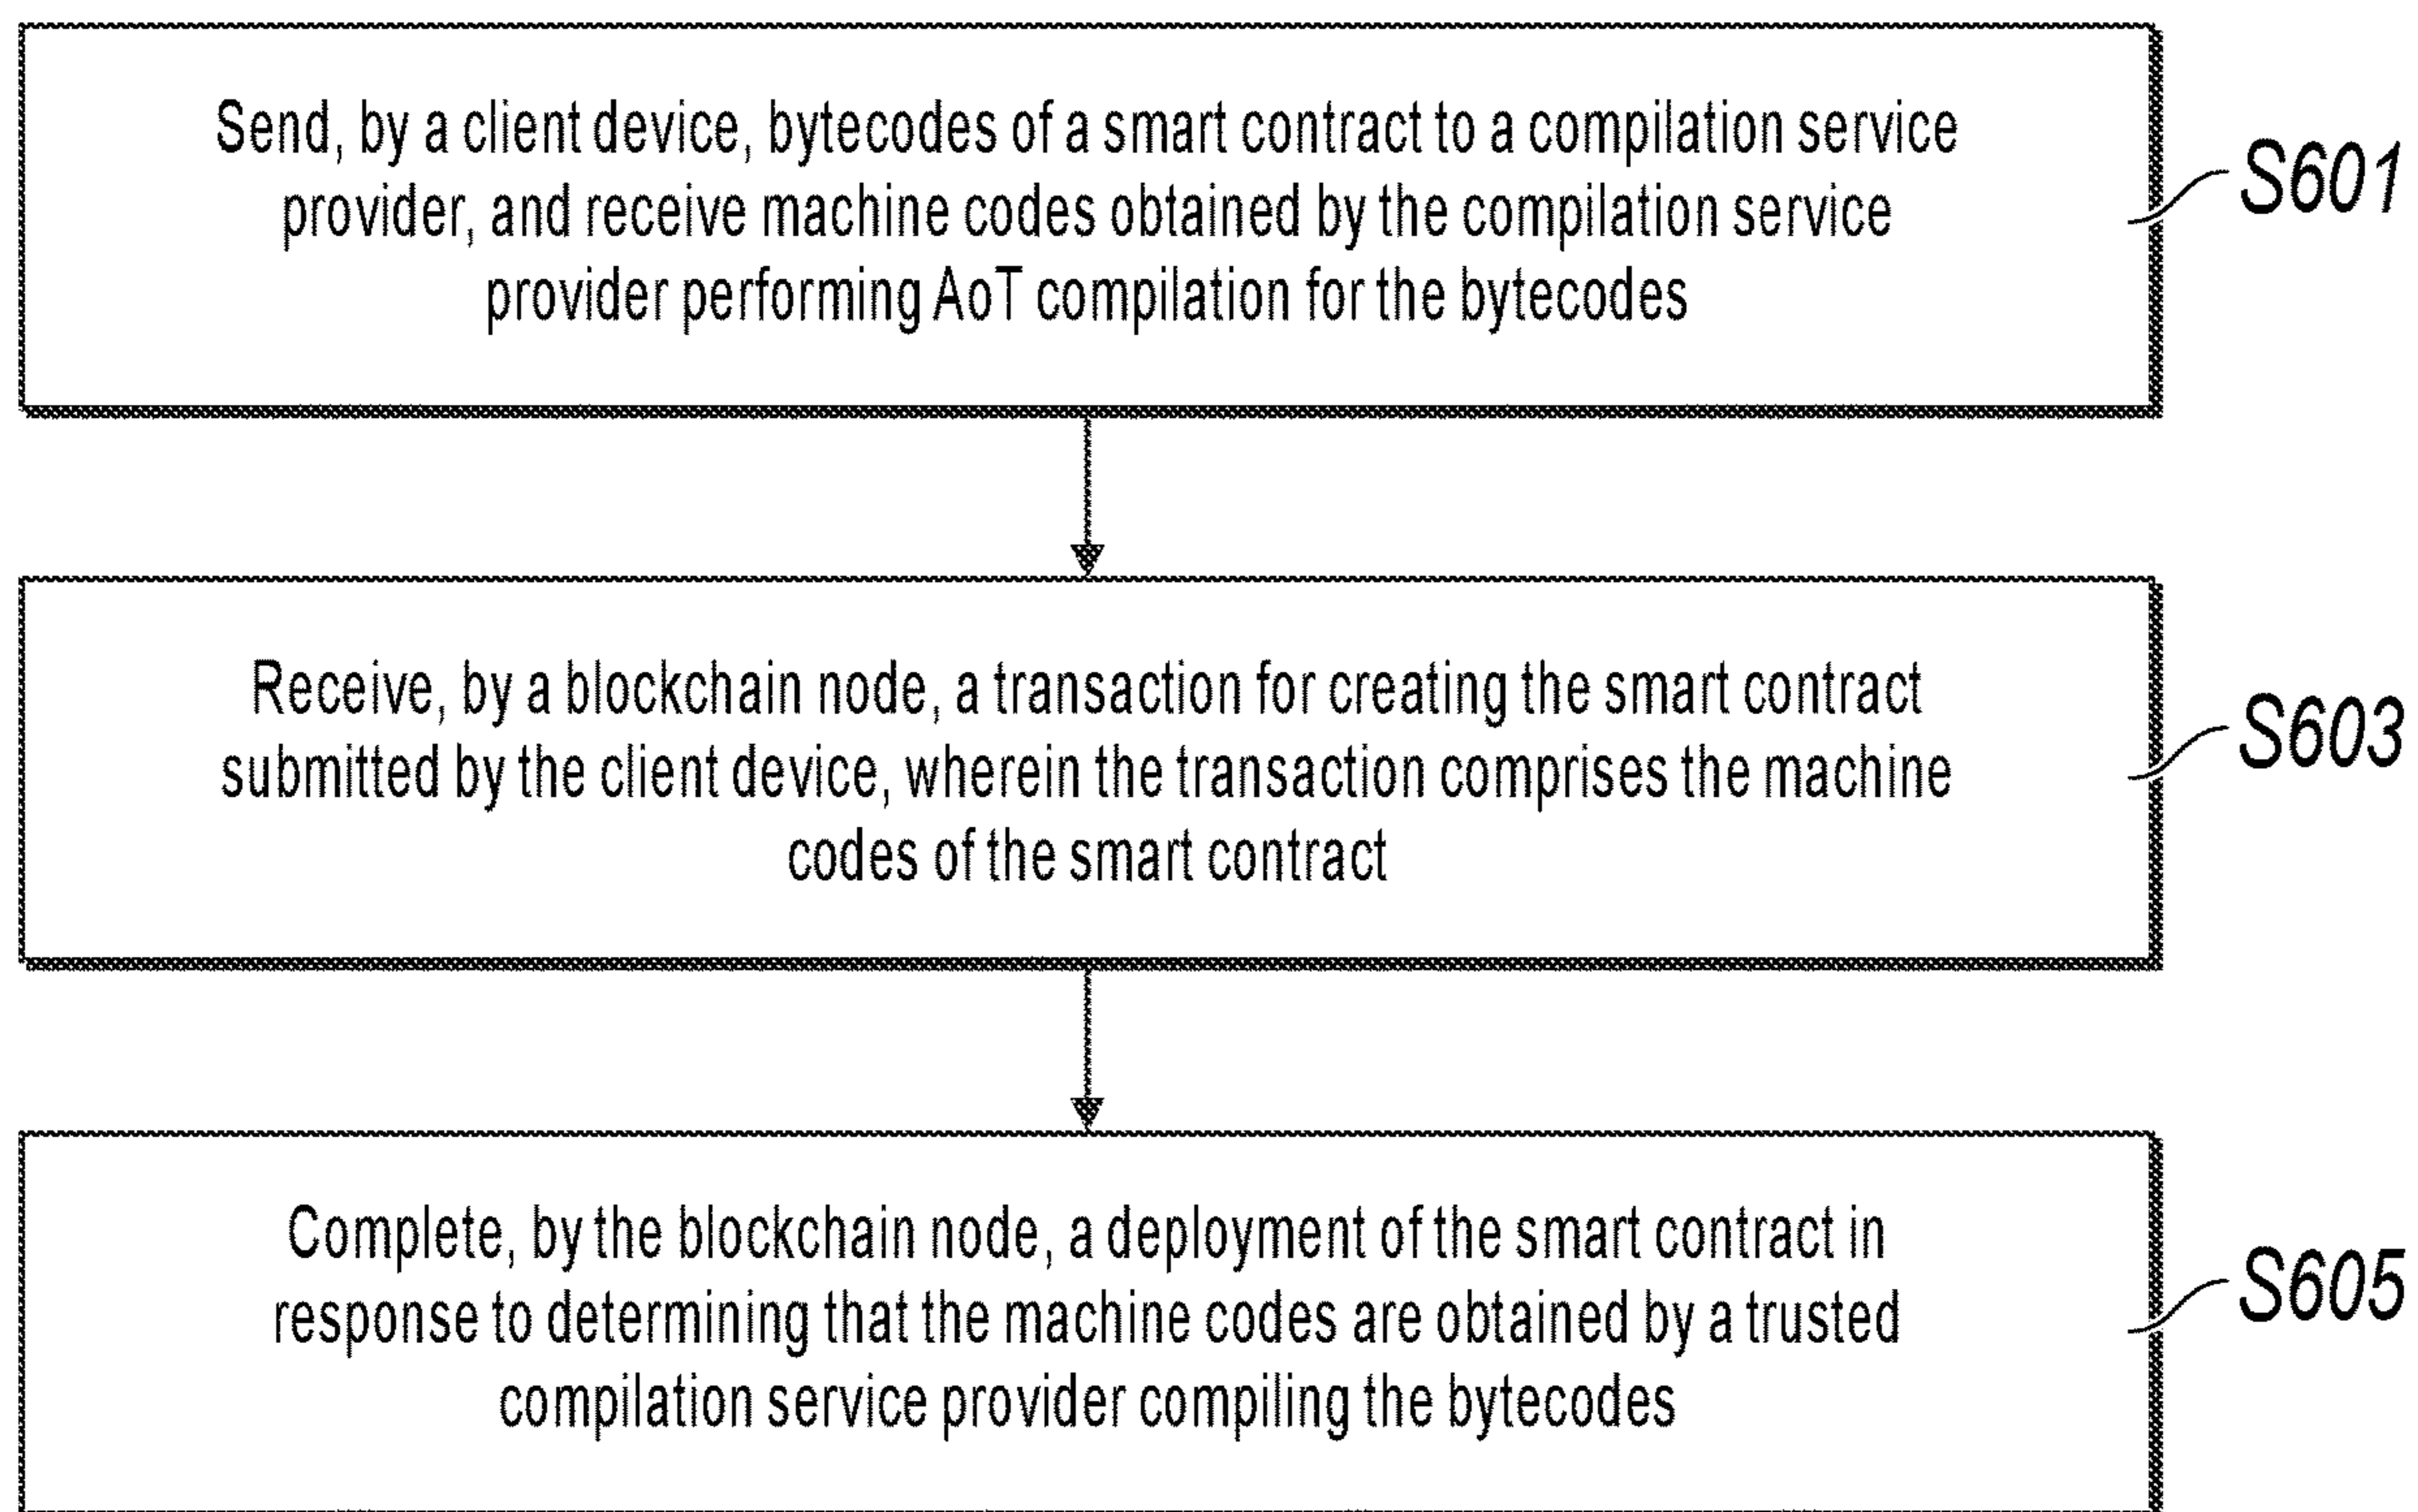 Send, by a client device, bytecodes of a smart contract to a compilation service
provider, and receive machine codes obtained by the compilation service
provider performing AoT compilation for the bytecodes
S601
Receive, by a blockchain node, a transaction for creating the smart contract
submitted by the client device, wherein the transaction comprises the machine
codes of the smart contract
S603
Complete, by the blockchain node, a deployment of the smart contract in
response to determining that the machine codes are obtained by a trusted
compilation service provider compiling the bytecodes
S605